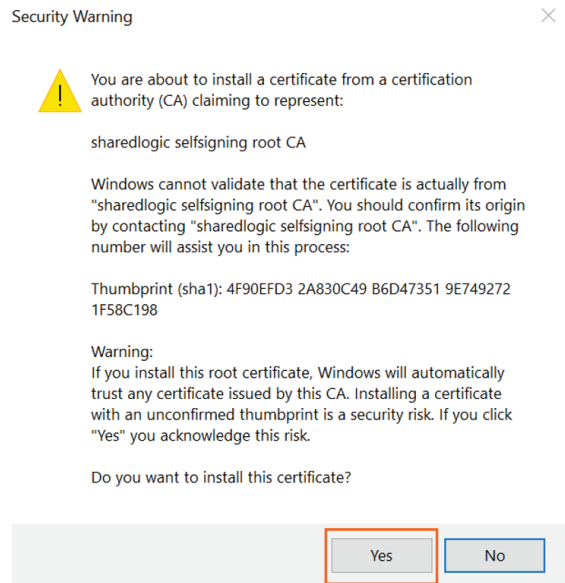 Security Warning
You are about to install a certificate from a certification
authority (CA) claiming to represent:
sharedlogic selfsigning root CA
Windows cannot validate that the certificate is actually from
"sharedlogic selfsigning root CA". You should confirm its origin
by contacting "sharedlogic selfsigning root CA". The following
number will assist you in this process:
Thumbprint (sha1): 4F90EFD3 2A830C49 B6D47351 9E749272
1F58C198
Warning:
If you install this root certificate, Windows will automatically
trust any certificate issued by this CA. Installing a certificate
with an unconfirmed thumbprint is a security risk. If you click
"Yes" you acknowledge this risk.
Do you want to install this certificate?
Yes
No